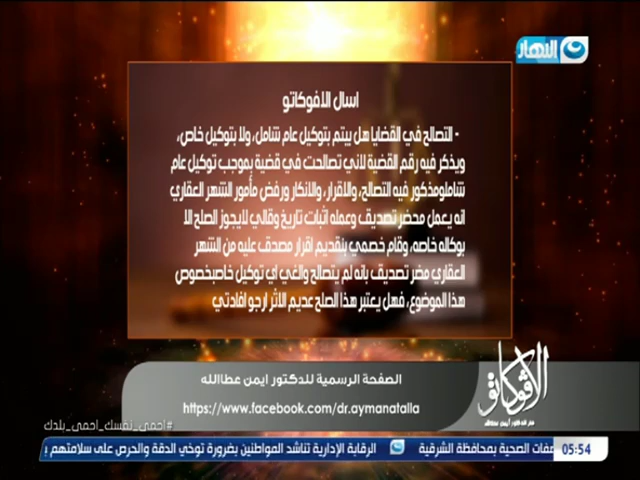 النهار
اسال الافوكاتو
- التصالح في القضايا هل يتم بتوكيل عام شامل، ولا بتوكيل خاص،
ويذكر فيه رقم القضية لاني تصالحت في قضية بموجب توكيل عام
شاملومذكور فيه التصالح، والاقرار، والانكار ورفض مأمور الشهر العقاري
انه يعمل محضر تصديق وعمله اثبات تاريخ وقالي لايجوز الصلح الا
بوكاله خاصه، وقام خصمي بتقديم اقرار مصدق عليه من الشهر
العقاري مضر تصديق بانه لم يتصالح والغي اي توكيل خاصبخصوص
هذا الموضوع، فهل يعتبر هذا الصلح عديم الاثر ارجو افادتي
الافوكاتو
الصفحة الرسمية للدكتور ايمن عطاالله
https://www.facebook.com/dr.aymanatalla
#احمي_نفسك_احمي_بلدك
05:54 صفقات الصحية بمحافظة الشرقية الرقابة الإدارية تناشد المواطنين بضرورة توخي الدقة والحرص على سلامتهم